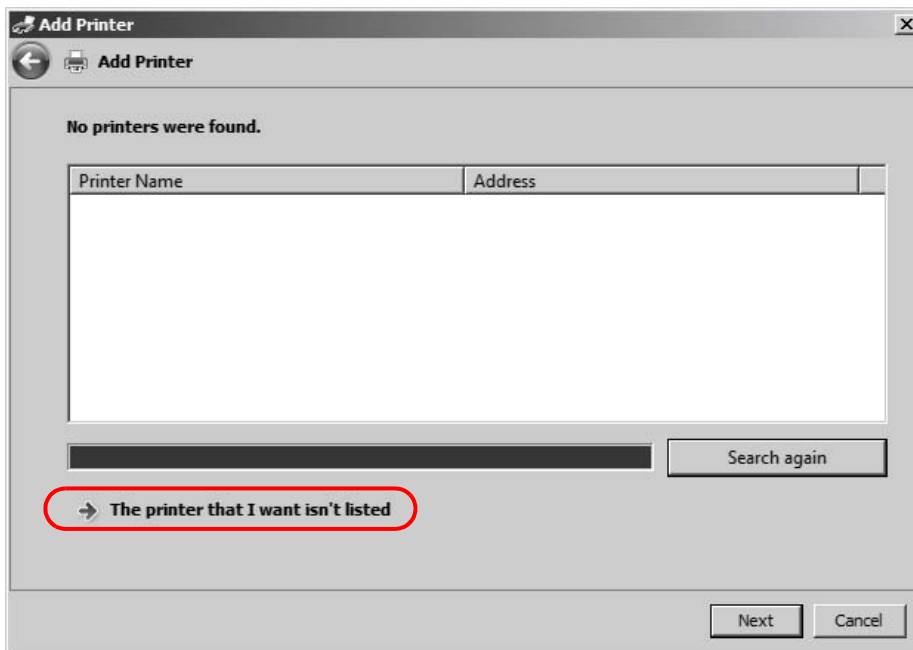 Add Printer
Add Printer
No printers were found.
Printer Name Address
Search again
The printer that I want isn't listed
Next Cancel